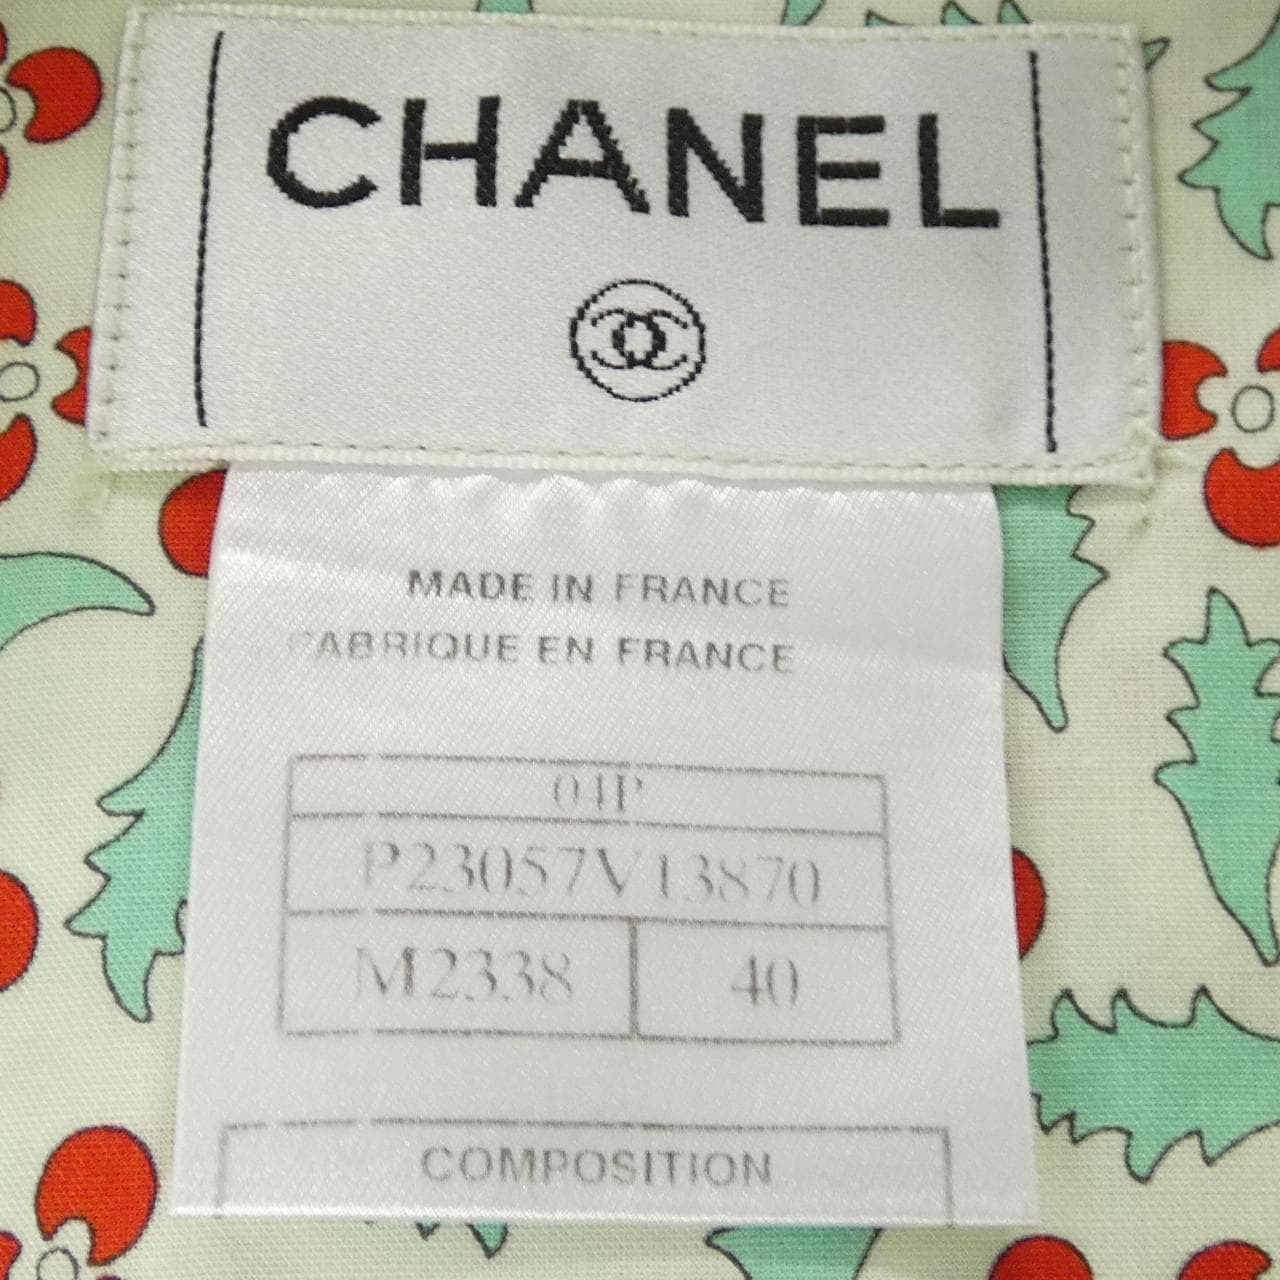 CHANEL
MADE IN FRANCE
FABRIQUE EN FRANCE
04P
P23057V13870
M2338 40
COMPOSITION